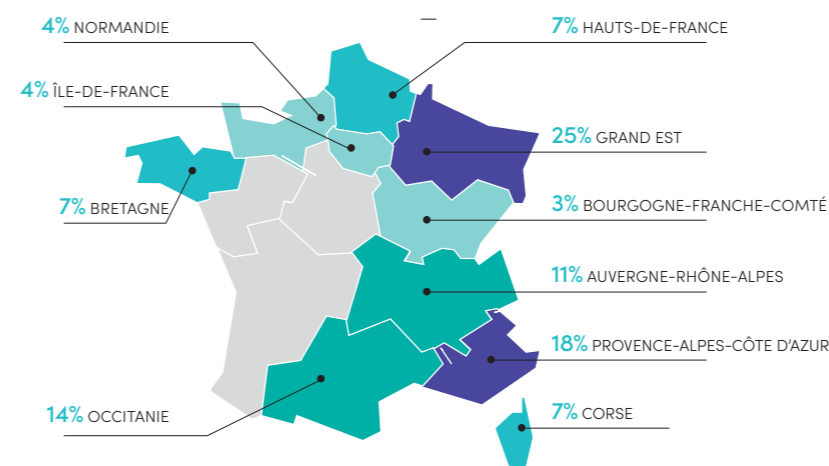 4% NORMANDIE
7% HAUTS-DE-FRANCE
4% ÎLE-DE-FRANCE
25% GRAND EST
7% BRETAGNE
3% BOURGOGNE-FRANCHE-COMTÉ
11% AUVERGNE-RHÔNE-ALPES
18% PROVENCE-ALPES-CÔTE D'AZUR
14% OCCITANIE
7% CORSE